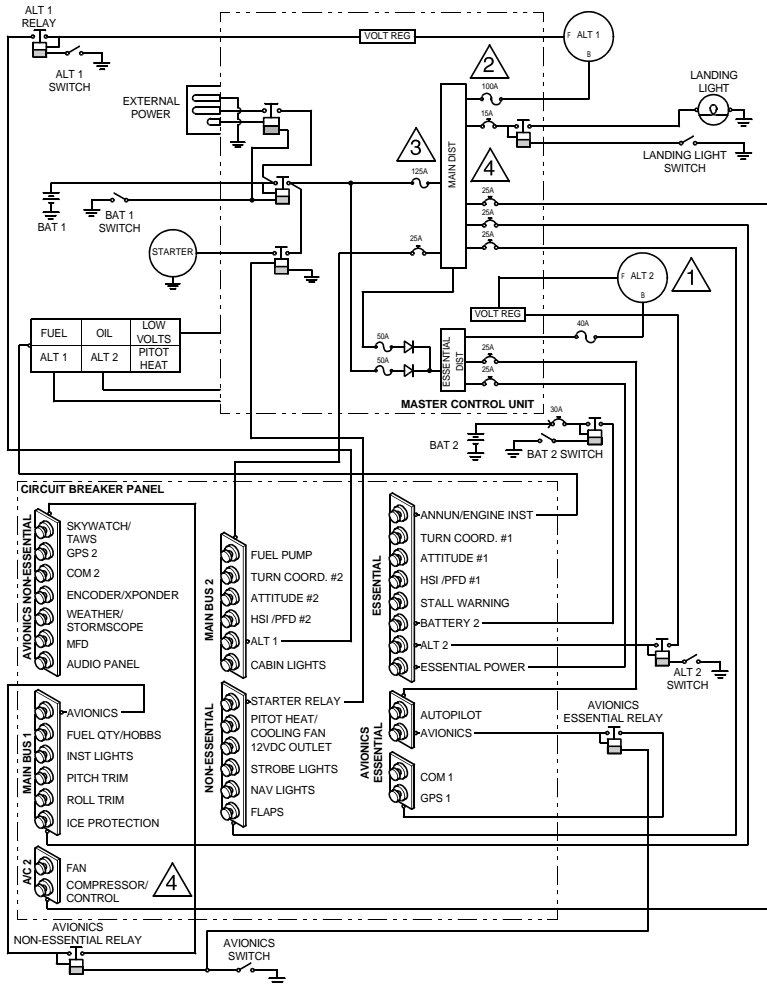 ALT 1
RELAY
ALT 1
SWITCH
VOLT REG
F
ALT 1
B
EXTERNAL
POWER
2
100A
15A
LANDING
LIGHT
LANDING LIGHT
SWITCH
3
125A
MAIN DIST
4
25A
25A
25A
BAT 1
BAT 1
SWITCH
STARTER
25A
F
ALT 2
B
1
VOLT REG
40A
FUEL
OIL
LOW
VOLTS
ALT 1
ALT 2
PITOT
HEAT
50A
50A
ESSENTIAL
DIST
25A
25A
MASTER CONTROL UNIT
30A
BAT 2
BAT 2 SWITCH
CIRCUIT BREAKER PANEL
AVIONICS NON-ESSENTIAL
SKYWATCH/
TAWS
GPS 2
COM 2
ENCODER/XPONDER
WEATHER/
STORMSCOPE
MFD
AUDIO PANEL
MAIN BUS 2
FUEL PUMP
TURN COORD. #2
ATTITUDE #2
HSI /PFD #2
ALT 1
CABIN LIGHTS
ESSENTIAL
ANNUN/ENGINE INST
TURN COORD. #1
ATTITUDE #1
HSI /PFD #1
STALL WARNING
BATTERY 2
ALT 2
ESSENTIAL POWER
ALT 2
SWITCH
MAIN BUS 1
AVIONICS
FUEL QTY/HOBBS
INST LIGHTS
PITCH TRIM
ROLL TRIM
ICE PROTECTION
NON-ESSENTIAL
STARTER RELAY
PITOT HEAT/
COOLING FAN
12VDC OUTLET
STROBE LIGHTS
NAV LIGHTS
FLAPS
AVIONICS
ESSENTIAL
AUTOPILOT
AVIONICS
COM 1
GPS 1
AVIONICS
ESSENTIAL RELAY
A/C 2
FAN
COMPRESSOR/
CONTROL
4
AVIONICS
NON-ESSENTIAL RELAY
AVIONICS
SWITCH